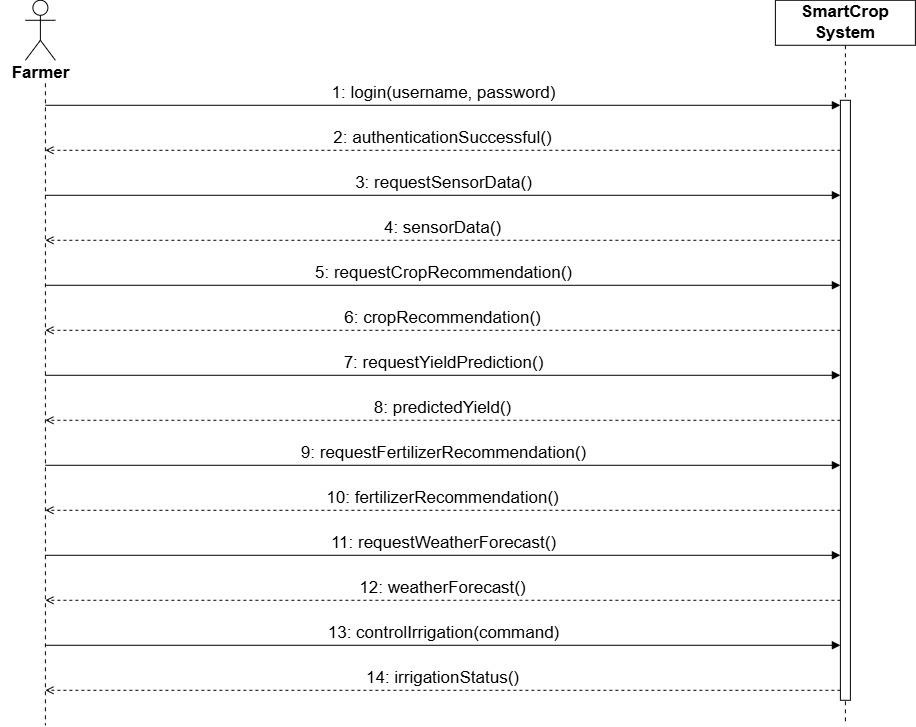 SmartCrop
System
Farmer
1: login(username, password)
2: authenticationSuccessful()
3: requestSensorData()
4: sensorData()
5: requestCropRecommendation()
6: cropRecommendation()
7: requestYieldPrediction()
8: predictedYield()
9: requestFertilizerRecommendation()
10: fertilizerRecommendation()
11: requestWeatherForecast()
12: weatherForecast()
13: controlIrrigation(command)
14: irrigationStatus()